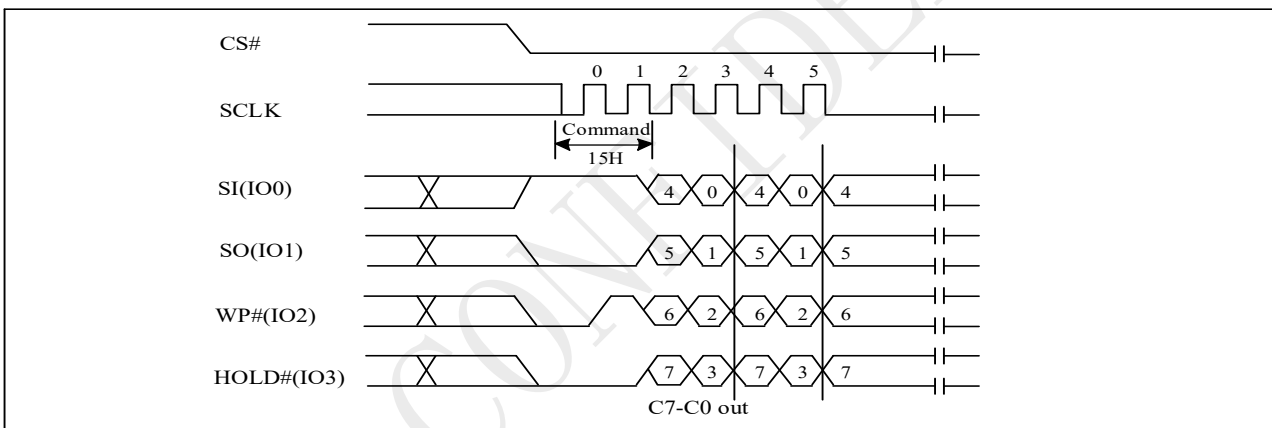 CS#
0 1 2 3 4 5
SCLK
Command
15H
SI(IO0) 4 0 4 0 4
SO(IO1) 5 1 5 1 5
WP#(IO2) 6 2 6 2 6
HOLD#(IO3) 7 3 7 3 7
C7-C0 out